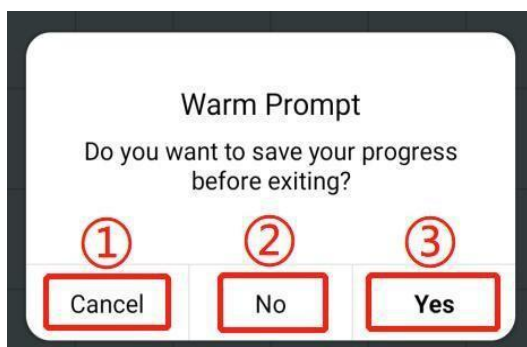 Warm Prompt
Do you want to save your progress
before exiting?
① ② ③
Cancel No Yes